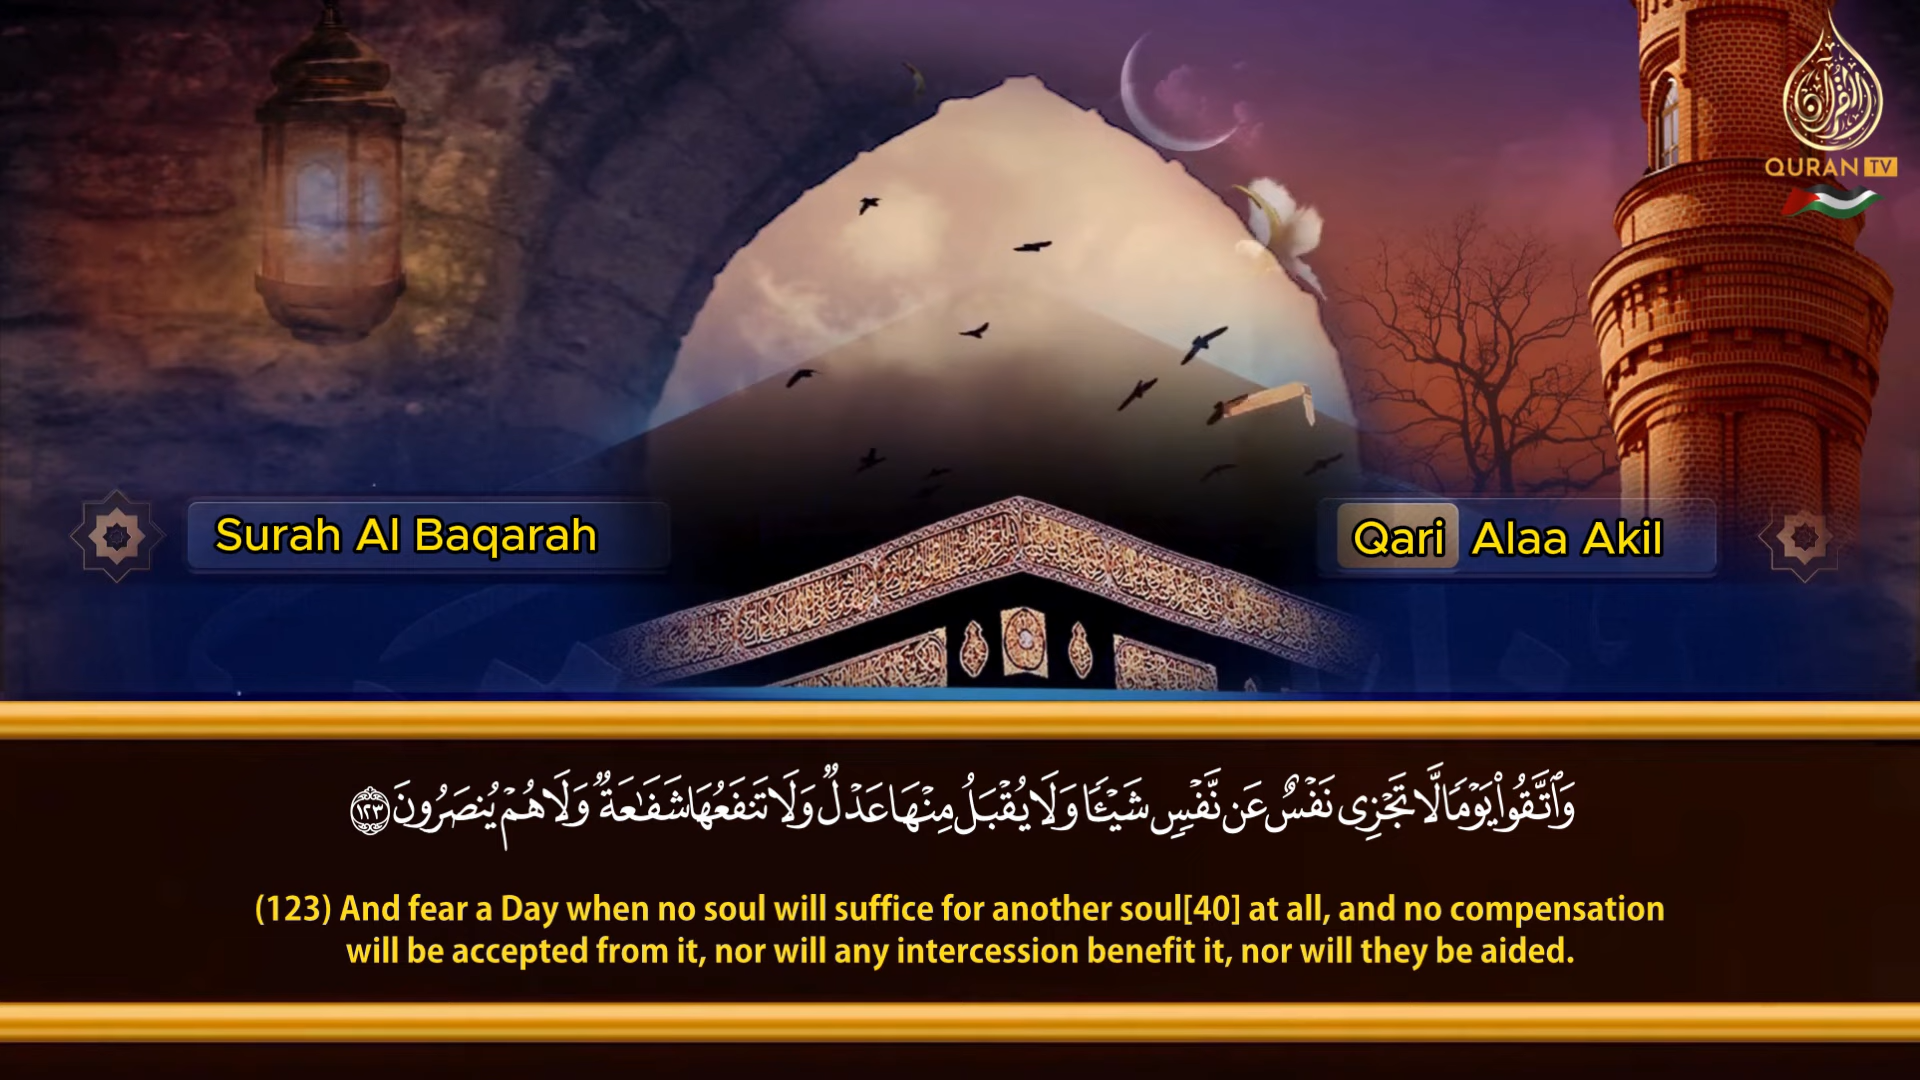 القرآن
QURAN TV
Surah Al Baqarah
Qari Alaa Akil
وَٱتَّقُوا۟ يَوْمًا لَّا تَجْزِى نَفْسٌ عَن نَّفْسٍ شَيْـًٔا وَلَا يُقْبَلُ مِنْهَا عَدْلٌ وَلَا تَنفَعُهَا شَفَـٰعَةٌ وَلَا هُمْ يُنصَرُونَ ١٢٣
(123) And fear a Day when no soul will suffice for another soul[40] at all, and no compensation
will be accepted from it, nor will any intercession benefit it, nor will they be aided.